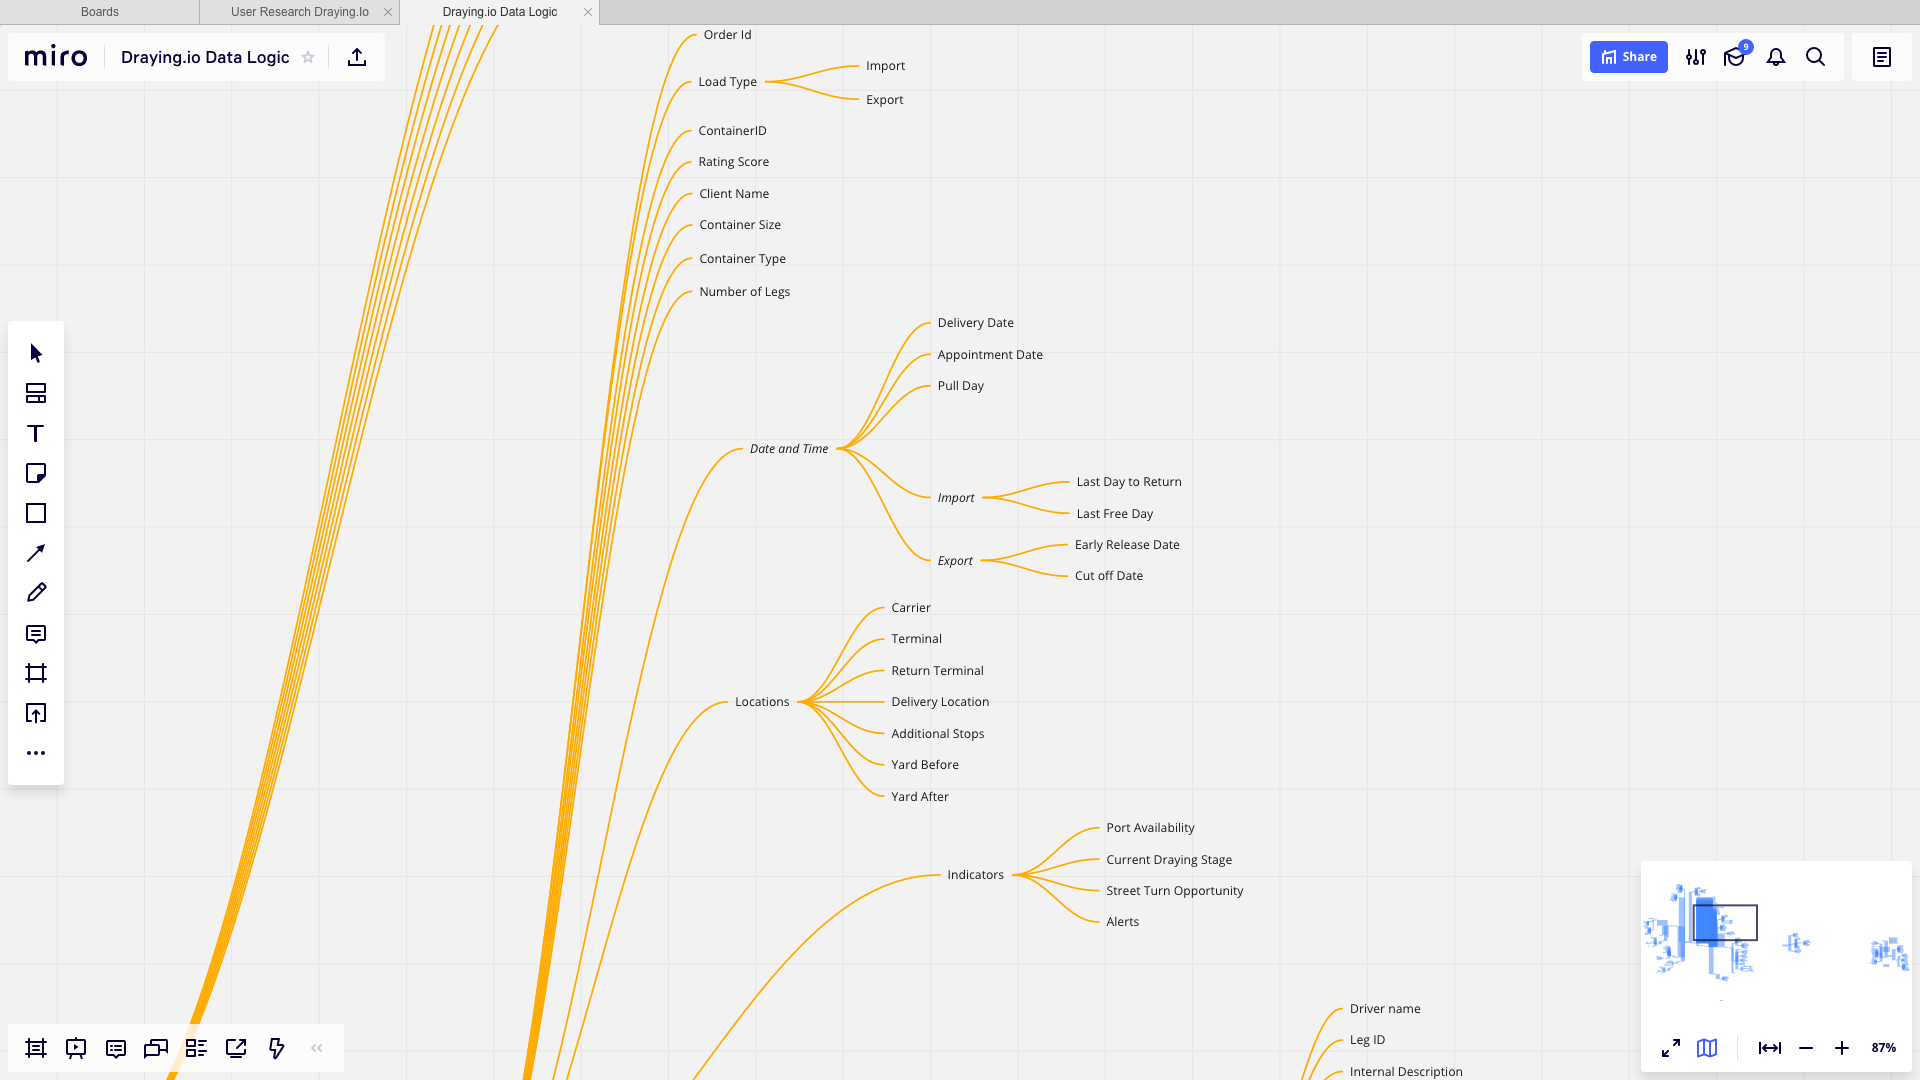 Boards
User Research Draying.Io
Draying.io Data Logic
miro
Draying.io Data Logic
Share
9
Order Id
Load Type
Import
Export
ContainerID
Rating Score
Client Name
Container Size
Container Type
Number of Legs
Date and Time
Delivery Date
Appointment Date
Pull Day
Import
Last Day to Return
Last Free Day
Export
Early Release Date
Cut off Date
Locations
Carrier
Terminal
Return Terminal
Delivery Location
Additional Stops
Yard Before
Yard After
Indicators
Port Availability
Current Draying Stage
Street Turn Opportunity
Alerts
Driver name
Leg ID
Internal Description
87%